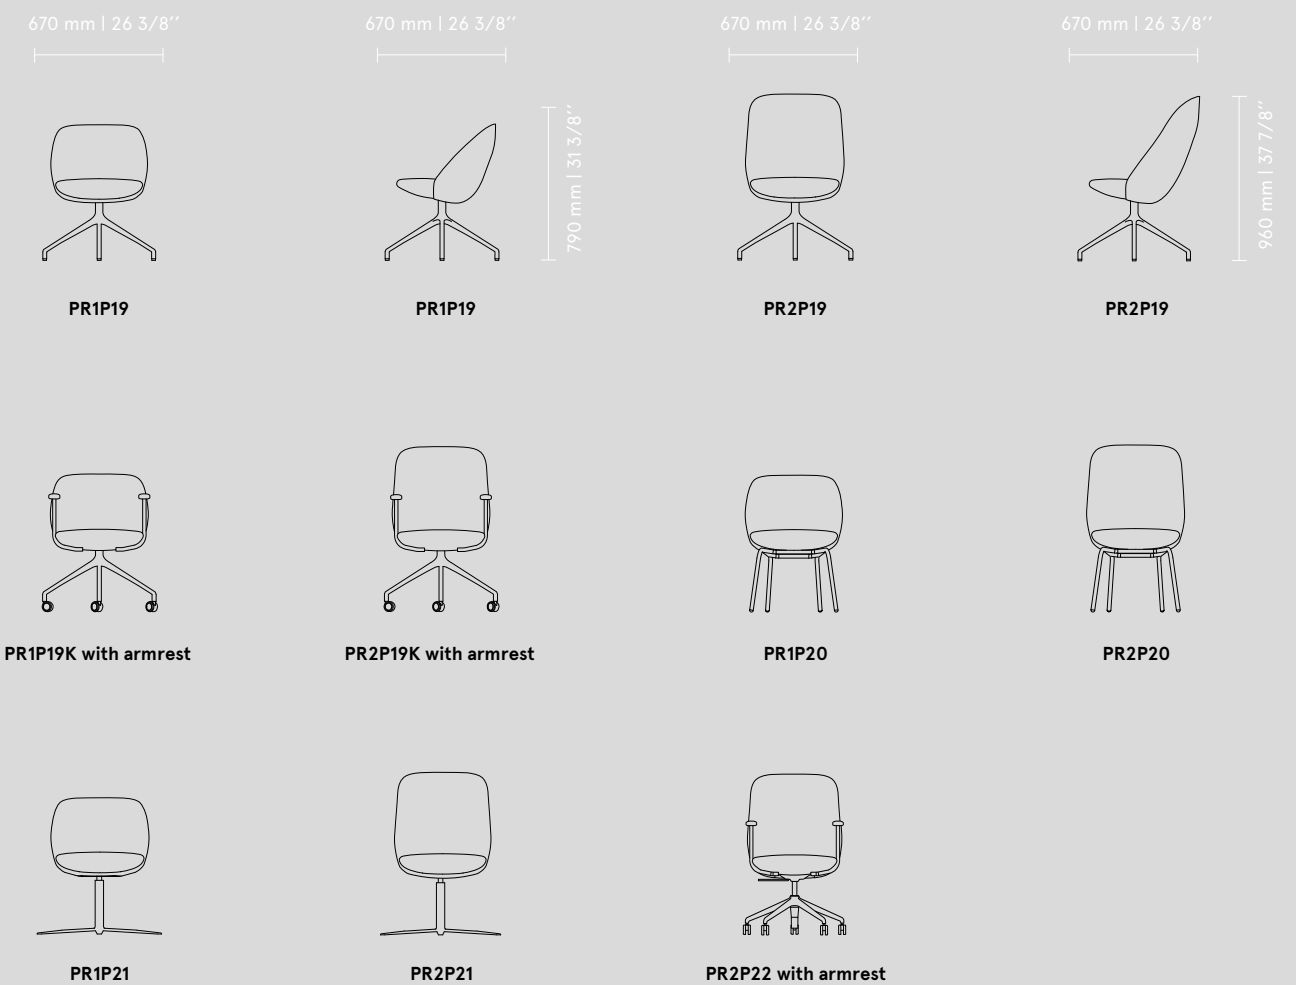 670 mm | 26 3/8’’
670 mm | 26 3/8’’
670 mm | 26 3/8’’
670 mm | 26 3/8’’
790 mm | 31 3/8’’
960 mm | 37 7/8’’
PR1P19
PR1P19
PR2P19
PR2P19
PR1P19K with armrest
PR2P19K with armrest
PR1P20
PR2P20
PR1P21
PR2P21
PR2P22 with armrest